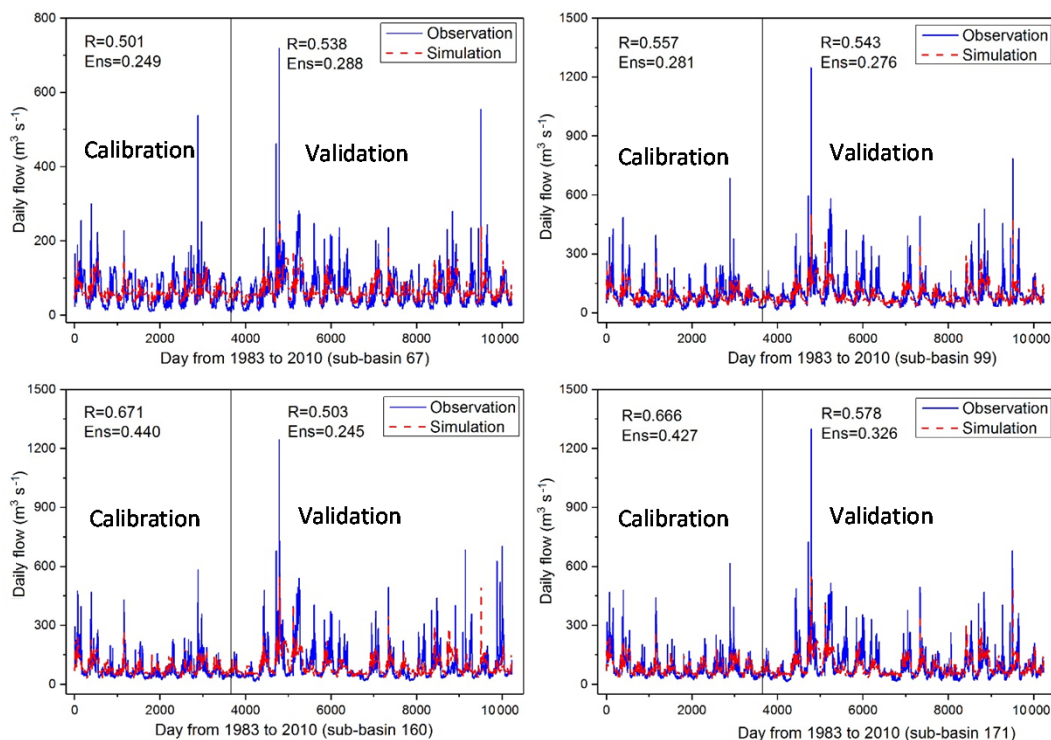 800
600
400
200
0
Daily flow (m³ s⁻¹)
R=0.501
Ens=0.249
R=0.538
Ens=0.288
Observation
Simulation
Calibration
Validation
0 2000 4000 6000 8000 10000
Day from 1983 to 2010 (sub-basin 67)
1500
1200
900
600
300
0
Daily flow (m³ s⁻¹)
R=0.557
Ens=0.281
R=0.543
Ens=0.276
Observation
Simulation
Calibration
Validation
0 2000 4000 6000 8000 10000
Day from 1983 to 2010 (sub-basin 99)
1500
1200
900
600
300
0
Daily flow (m³ s⁻¹)
R=0.671
Ens=0.440
R=0.503
Ens=0.245
Observation
Simulation
Calibration
Validation
0 2000 4000 6000 8000 10000
Day from 1983 to 2010 (sub-basin 160)
1500
1200
900
600
300
0
Daily flow (m³ s⁻¹)
R=0.666
Ens=0.427
R=0.578
Ens=0.326
Observation
Simulation
Calibration
Validation
0 2000 4000 6000 8000 10000
Day from 1983 to 2010 (sub-basin 171)